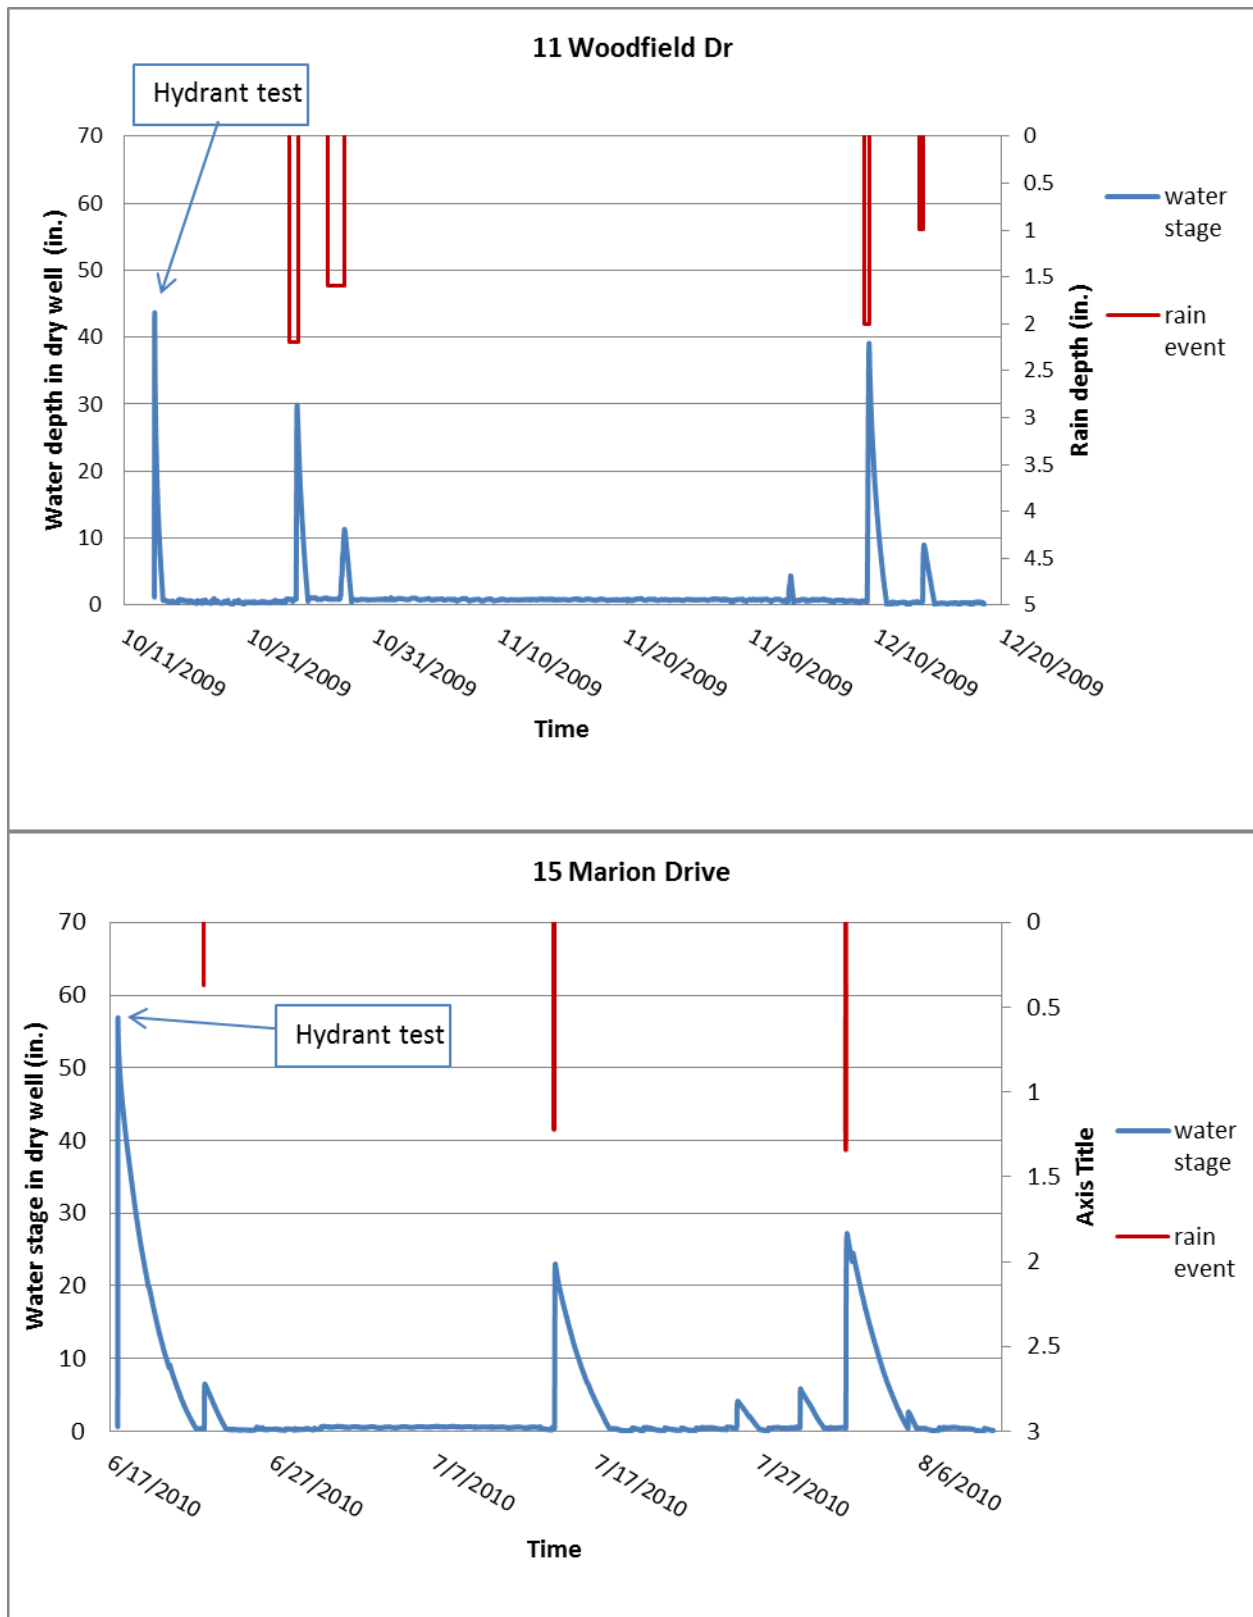 11 Woodfield Dr
Hydrant test
70
60
50
40
30
20
10
0
Water depth in dry well (in.)
0
0.5
1
1.5
2
2.5
3
3.5
4
4.5
5
Rain depth (in.)
water
stage
rain
event
10/11/2009
10/21/2009
10/31/2009
11/10/2009
11/20/2009
11/30/2009
12/10/2009
12/20/2009
Time
15 Marion Drive
Hydrant test
70
60
50
40
30
20
10
0
Water stage in dry well (in.)
0
0.5
1
1.5
2
2.5
3
Axis Title
water
stage
rain
event
6/17/2010
6/27/2010
7/7/2010
7/17/2010
7/27/2010
8/6/2010
Time